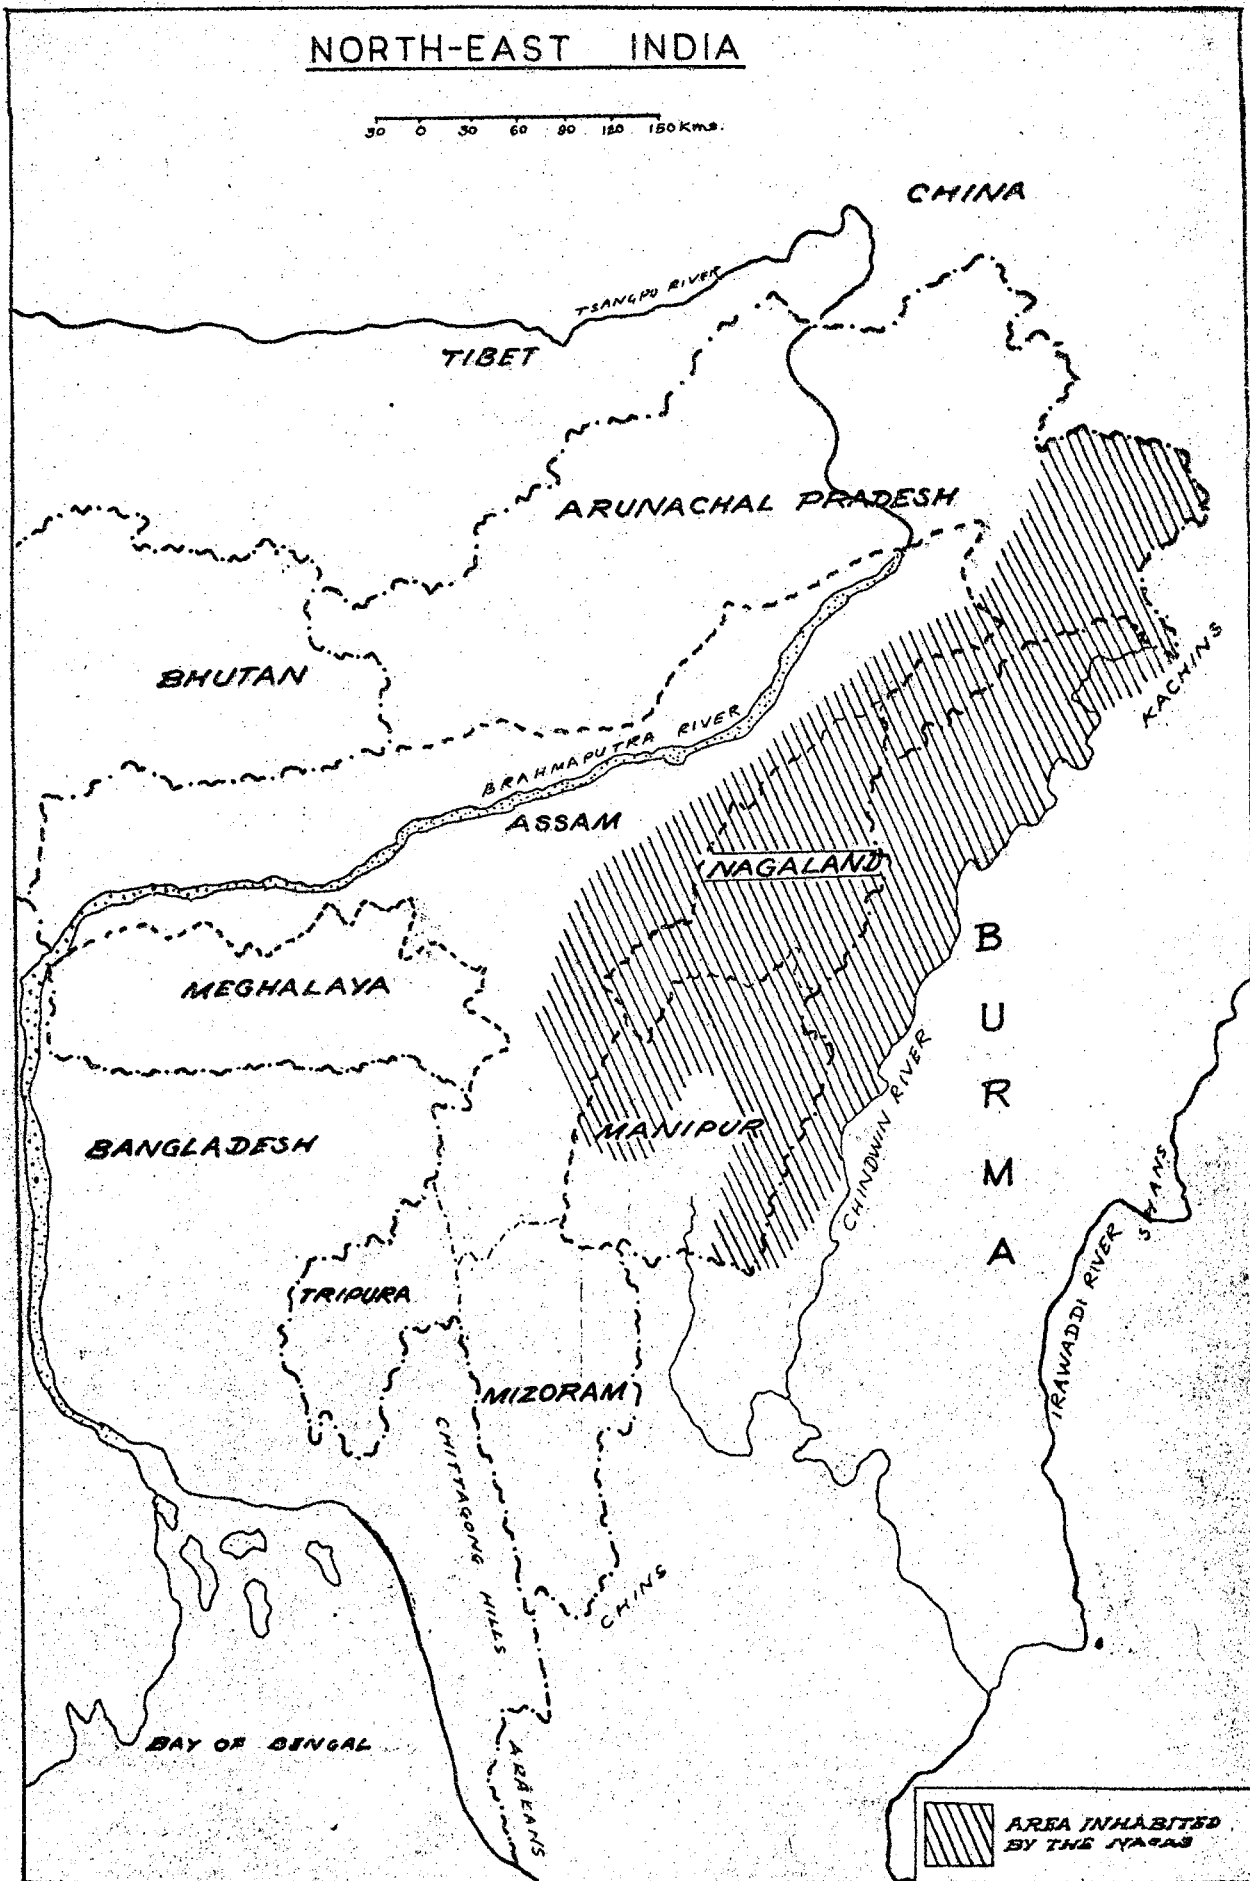 NORTH-EAST INDIA
30 0 30 60 90 120 150 Kms.
CHINA
TSANGPO RIVER
TIBET
ARUNACHAL PRADESH
BHUTAN
KACHINS
BRAHMAPUTRA RIVER
ASSAM
NAGALAND
BURMA
MEGHALAYA
CHINDWIN RIVER
MANIPUR
BANGLADESH
SHANS
IRAWADDI RIVER
TRIPURA
MIZORAM
CHITTAGONG HILLS
CHINS
BAY OF BENGAL
ARAKANS
AREA INHABITED
BY THE NAGAS